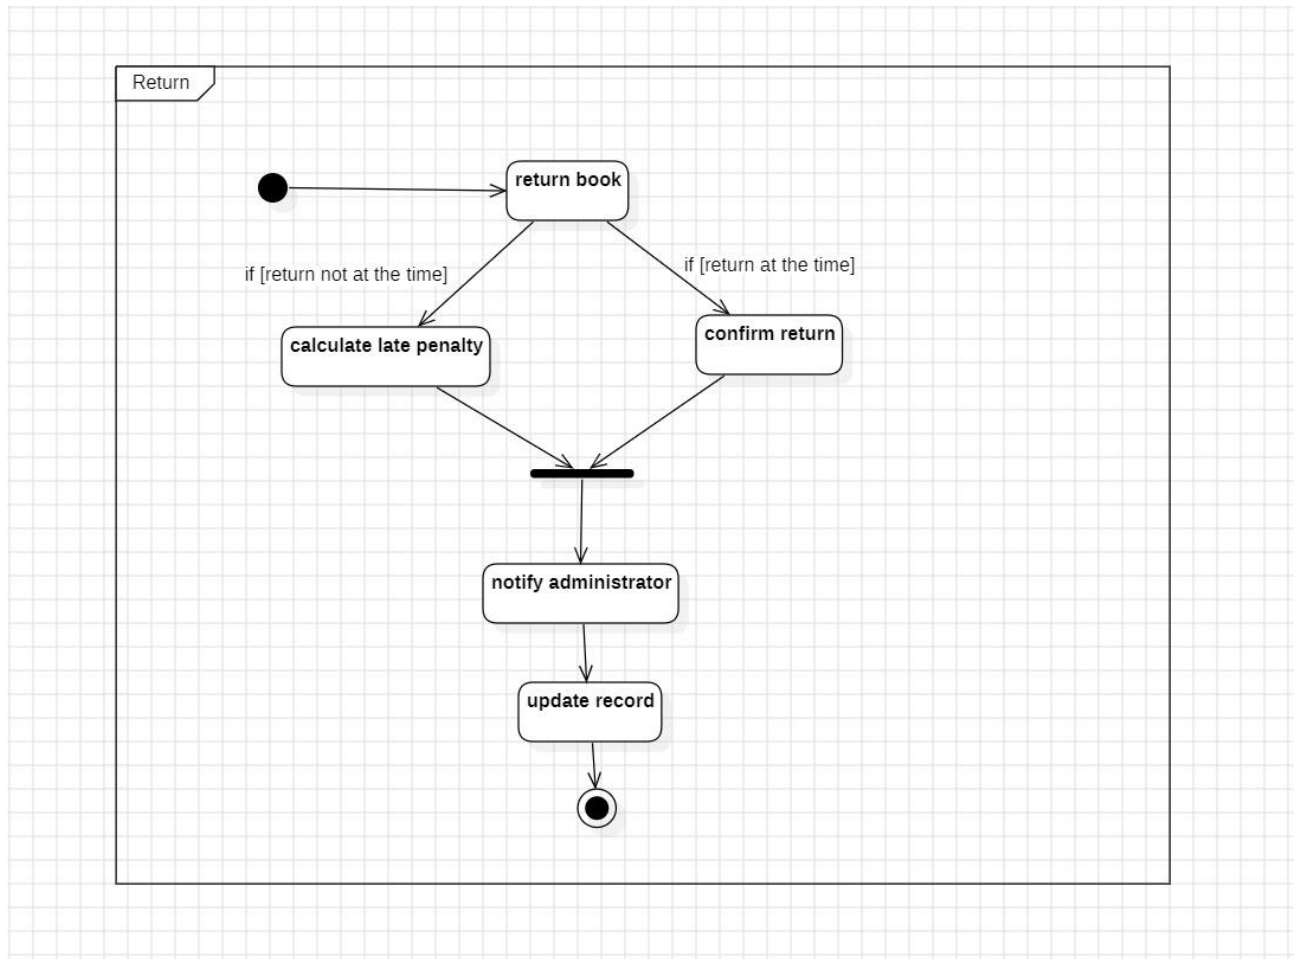 Return
return book
if [return not at the time]
if [return at the time]
calculate late penalty
confirm return
notify administrator
update record